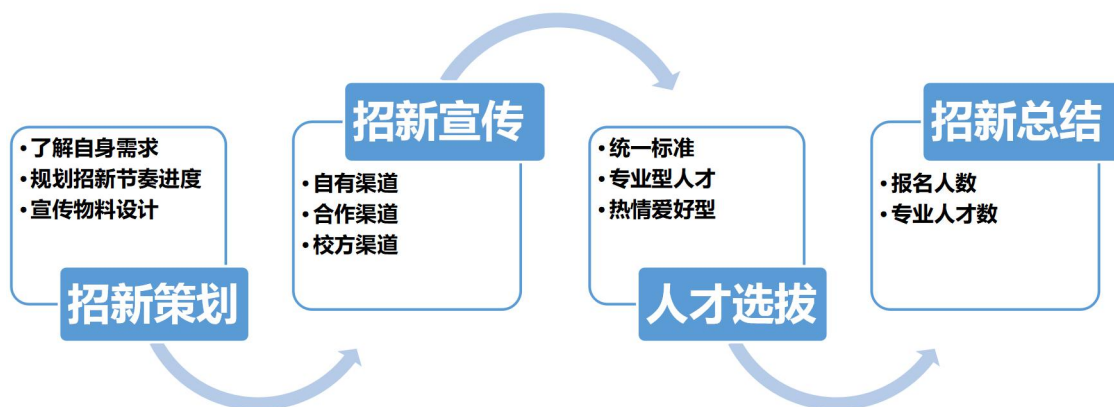 •了解自身需求
•规划招新节奏进度
•宣传物料设计
招新策划
招新宣传
•自有渠道
•合作渠道
•校方渠道
•统一标准
•专业型人才
•热情爱好型
人才选拔
招新总结
•报名人数
•专业人才数